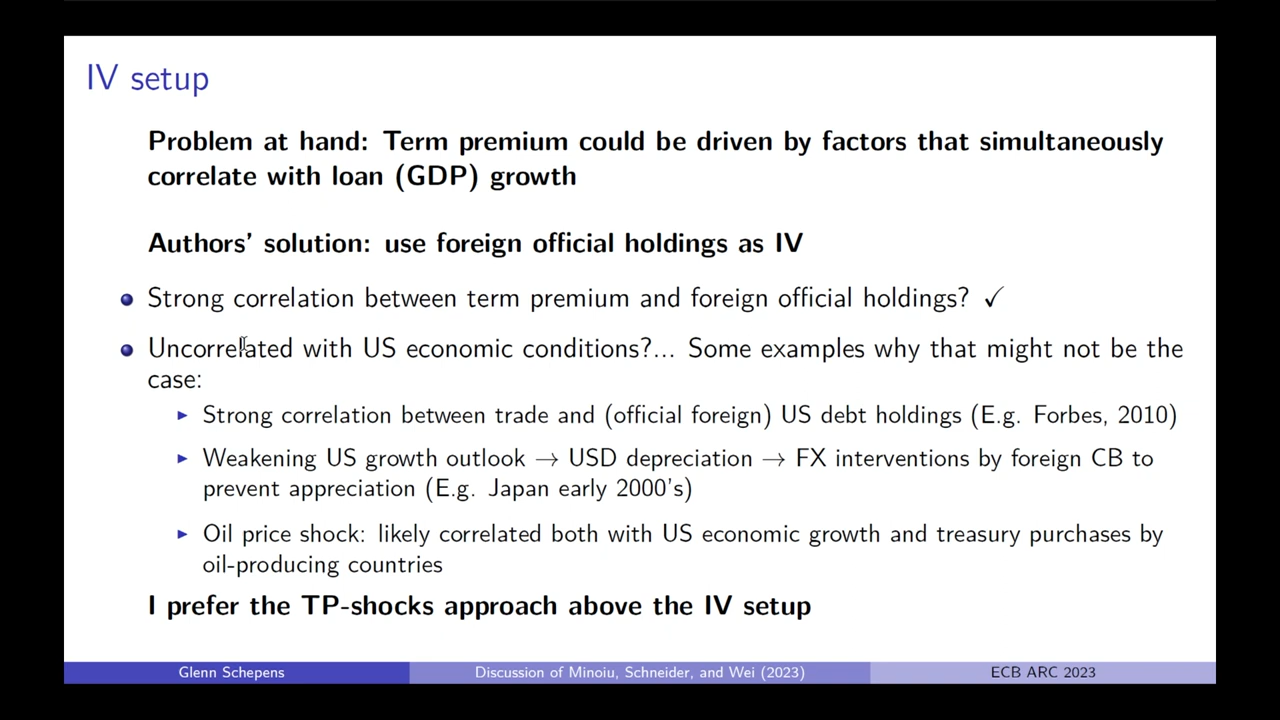 IV setup
Problem at hand: Term premium could be driven by factors that simultaneously
correlate with loan (GDP) growth
Authors' solution: use foreign official holdings as IV
Strong correlation between term premium and foreign official holdings? ✓
Uncorrelated with US economic conditions?... Some examples why that might not be the
case:
Strong correlation between trade and (official foreign) US debt holdings (E.g. Forbes, 2010)
Weakening US growth outlook → USD depreciation → FX interventions by foreign CB to
prevent appreciation (E.g. Japan early 2000's)
Oil price shock: likely correlated both with US economic growth and treasury purchases by
oil-producing countries
I prefer the TP-shocks approach above the IV setup
Glenn Schepens
Discussion of Minoiu, Schneider, and Wei (2023)
ECB ARC 2023